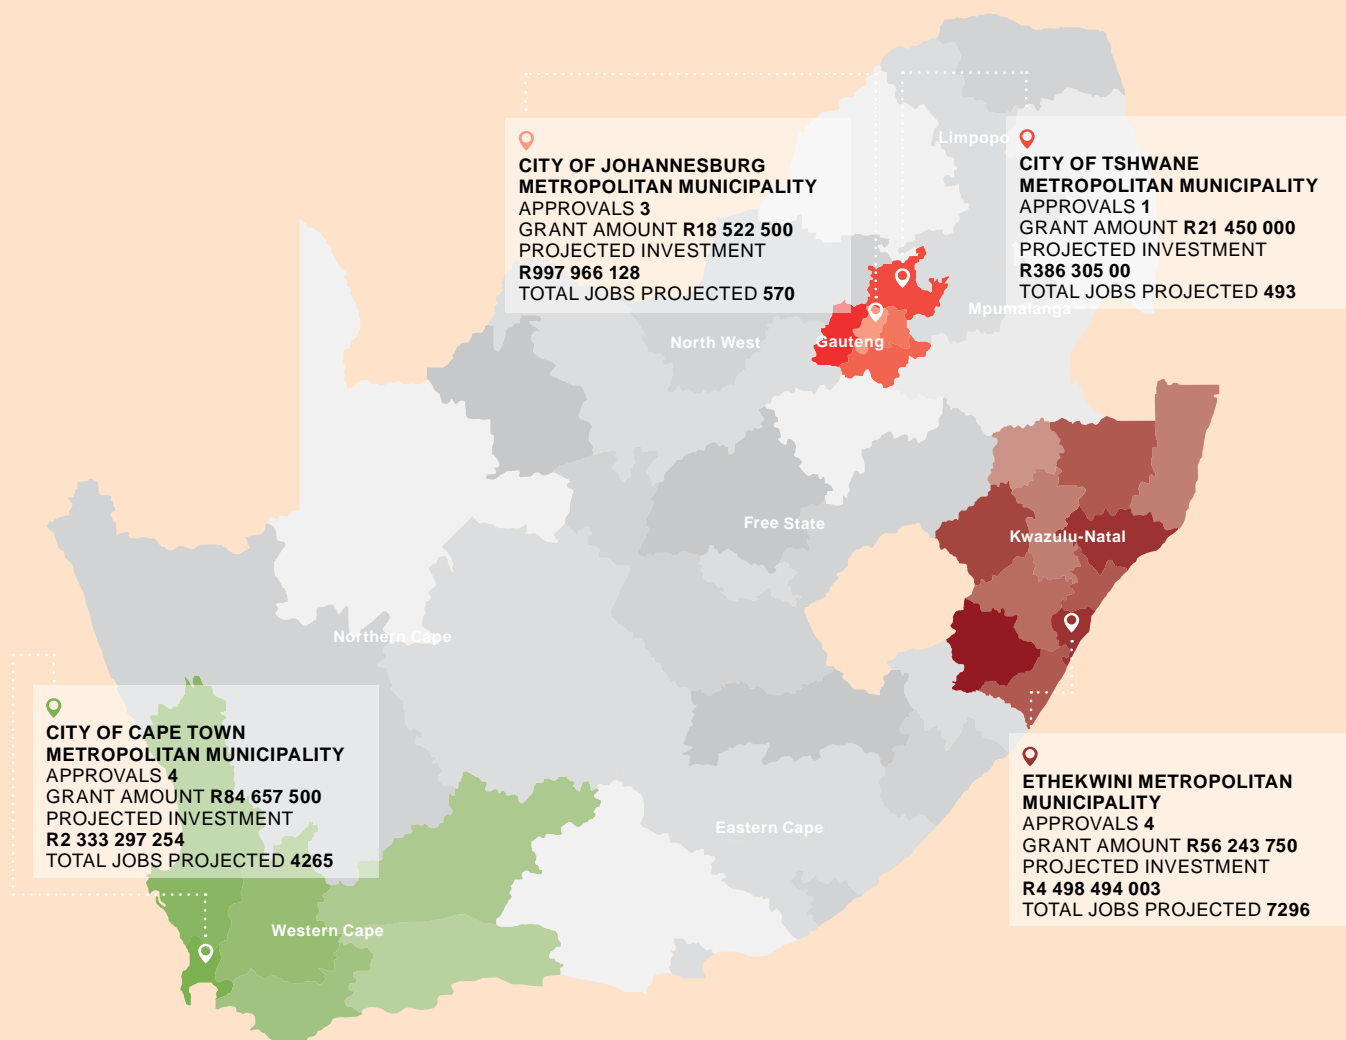 CITY OF JOHANNESBURG
METROPOLITAN MUNICIPALITY
APPROVALS 3
GRANT AMOUNT R18 522 500
PROJECTED INVESTMENT
R997 966 128
TOTAL JOBS PROJECTED 570
Limpopo
CITY OF TSHWANE
METROPOLITAN MUNICIPALITY
APPROVALS 1
GRANT AMOUNT R21 450 000
PROJECTED INVESTMENT
R386 305 00
TOTAL JOBS PROJECTED 493
Mpumalanga
North West
Gauteng
Free State
Kwazulu-Natal
Northern Cape
CITY OF CAPE TOWN
METROPOLITAN MUNICIPALITY
APPROVALS 4
GRANT AMOUNT R84 657 500
PROJECTED INVESTMENT
R2 333 297 254
TOTAL JOBS PROJECTED 4265
Eastern Cape
Western Cape
ETHEKWINI METROPOLITAN
MUNICIPALITY
APPROVALS 4
GRANT AMOUNT R56 243 750
PROJECTED INVESTMENT
R4 498 494 003
TOTAL JOBS PROJECTED 7296